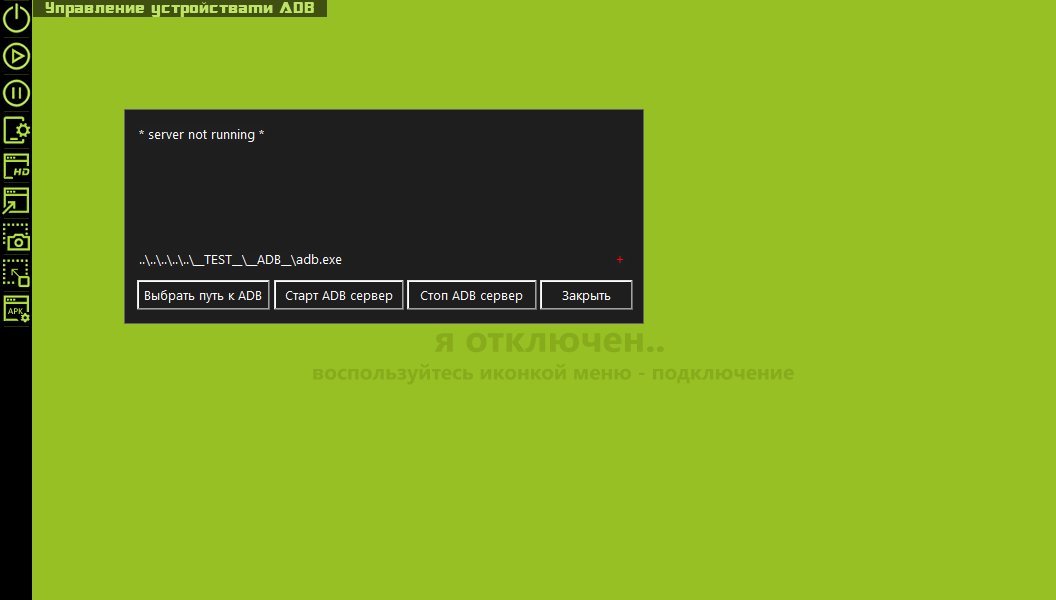 Управление устройствами ADB
* server not running *
..\..\..\..\..\__TEST__\__ADB__\adb.exe
+
Выбрать путь к ADB
Старт ADB сервер
Стоп ADB сервер
Закрыть
я отключен..
воспользуйтесь иконкой меню - подключение
HD
APK